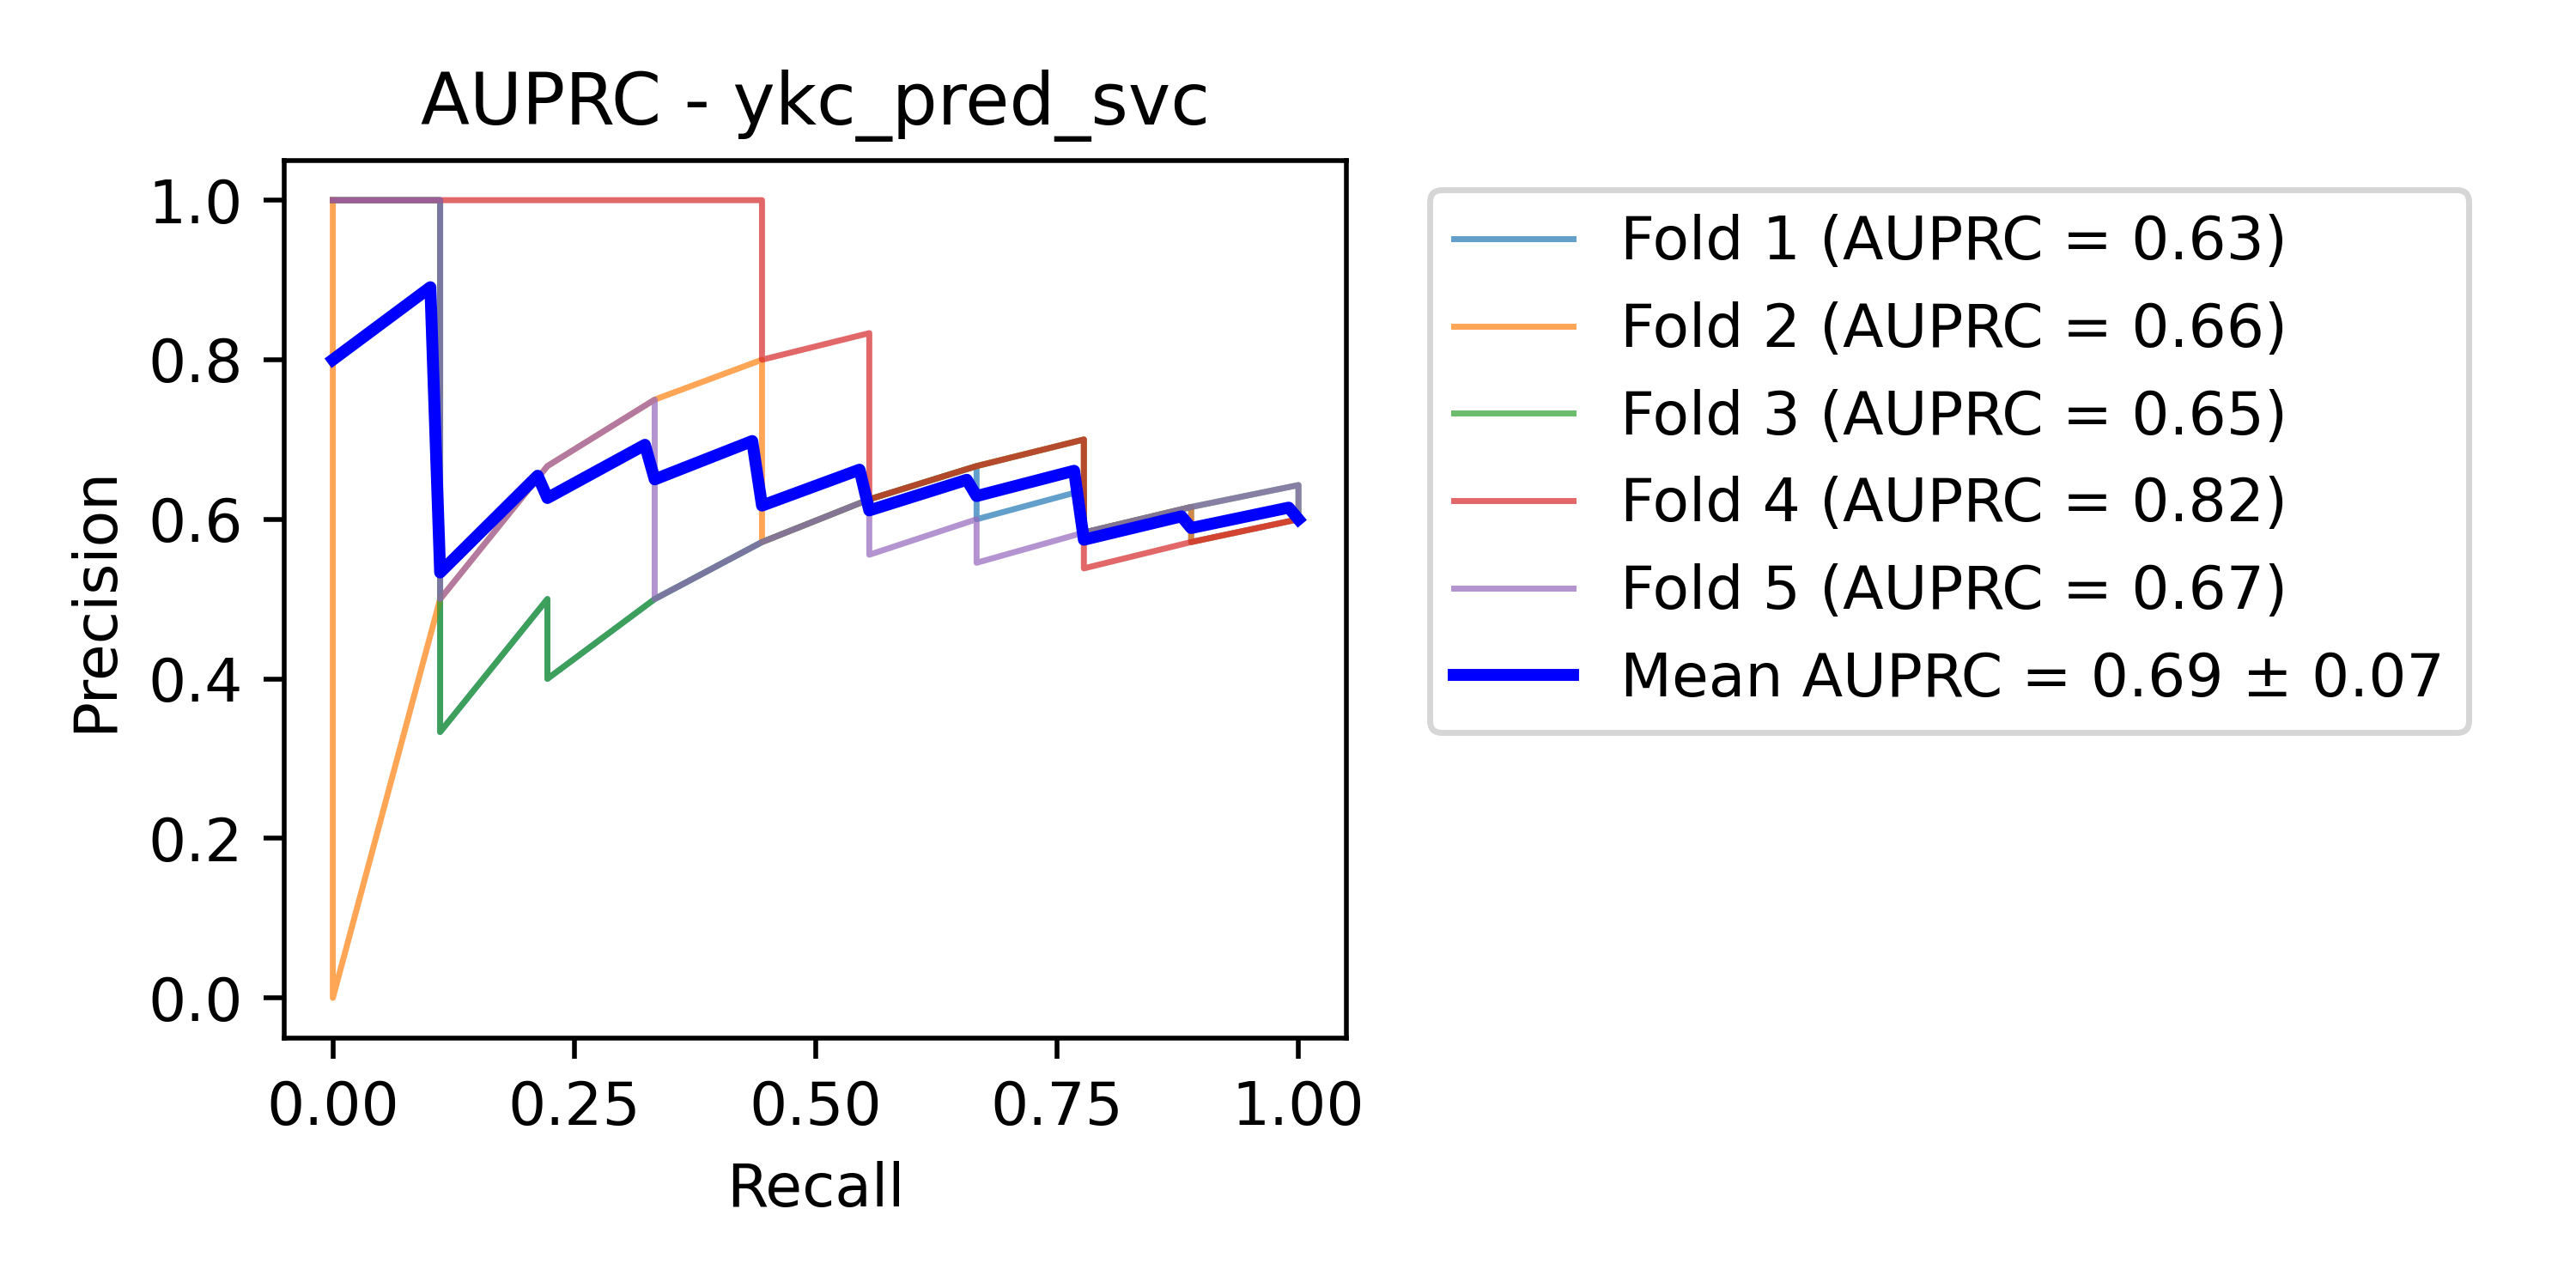 AUPRC - ykc_pred_svc
1.0
0.8
0.6
0.4
0.2
0.0
Precision
0.00 0.25 0.50 0.75 1.00
Recall
Fold 1 (AUPRC = 0.63)
Fold 2 (AUPRC = 0.66)
Fold 3 (AUPRC = 0.65)
Fold 4 (AUPRC = 0.82)
Fold 5 (AUPRC = 0.67)
Mean AUPRC = 0.69 ± 0.07